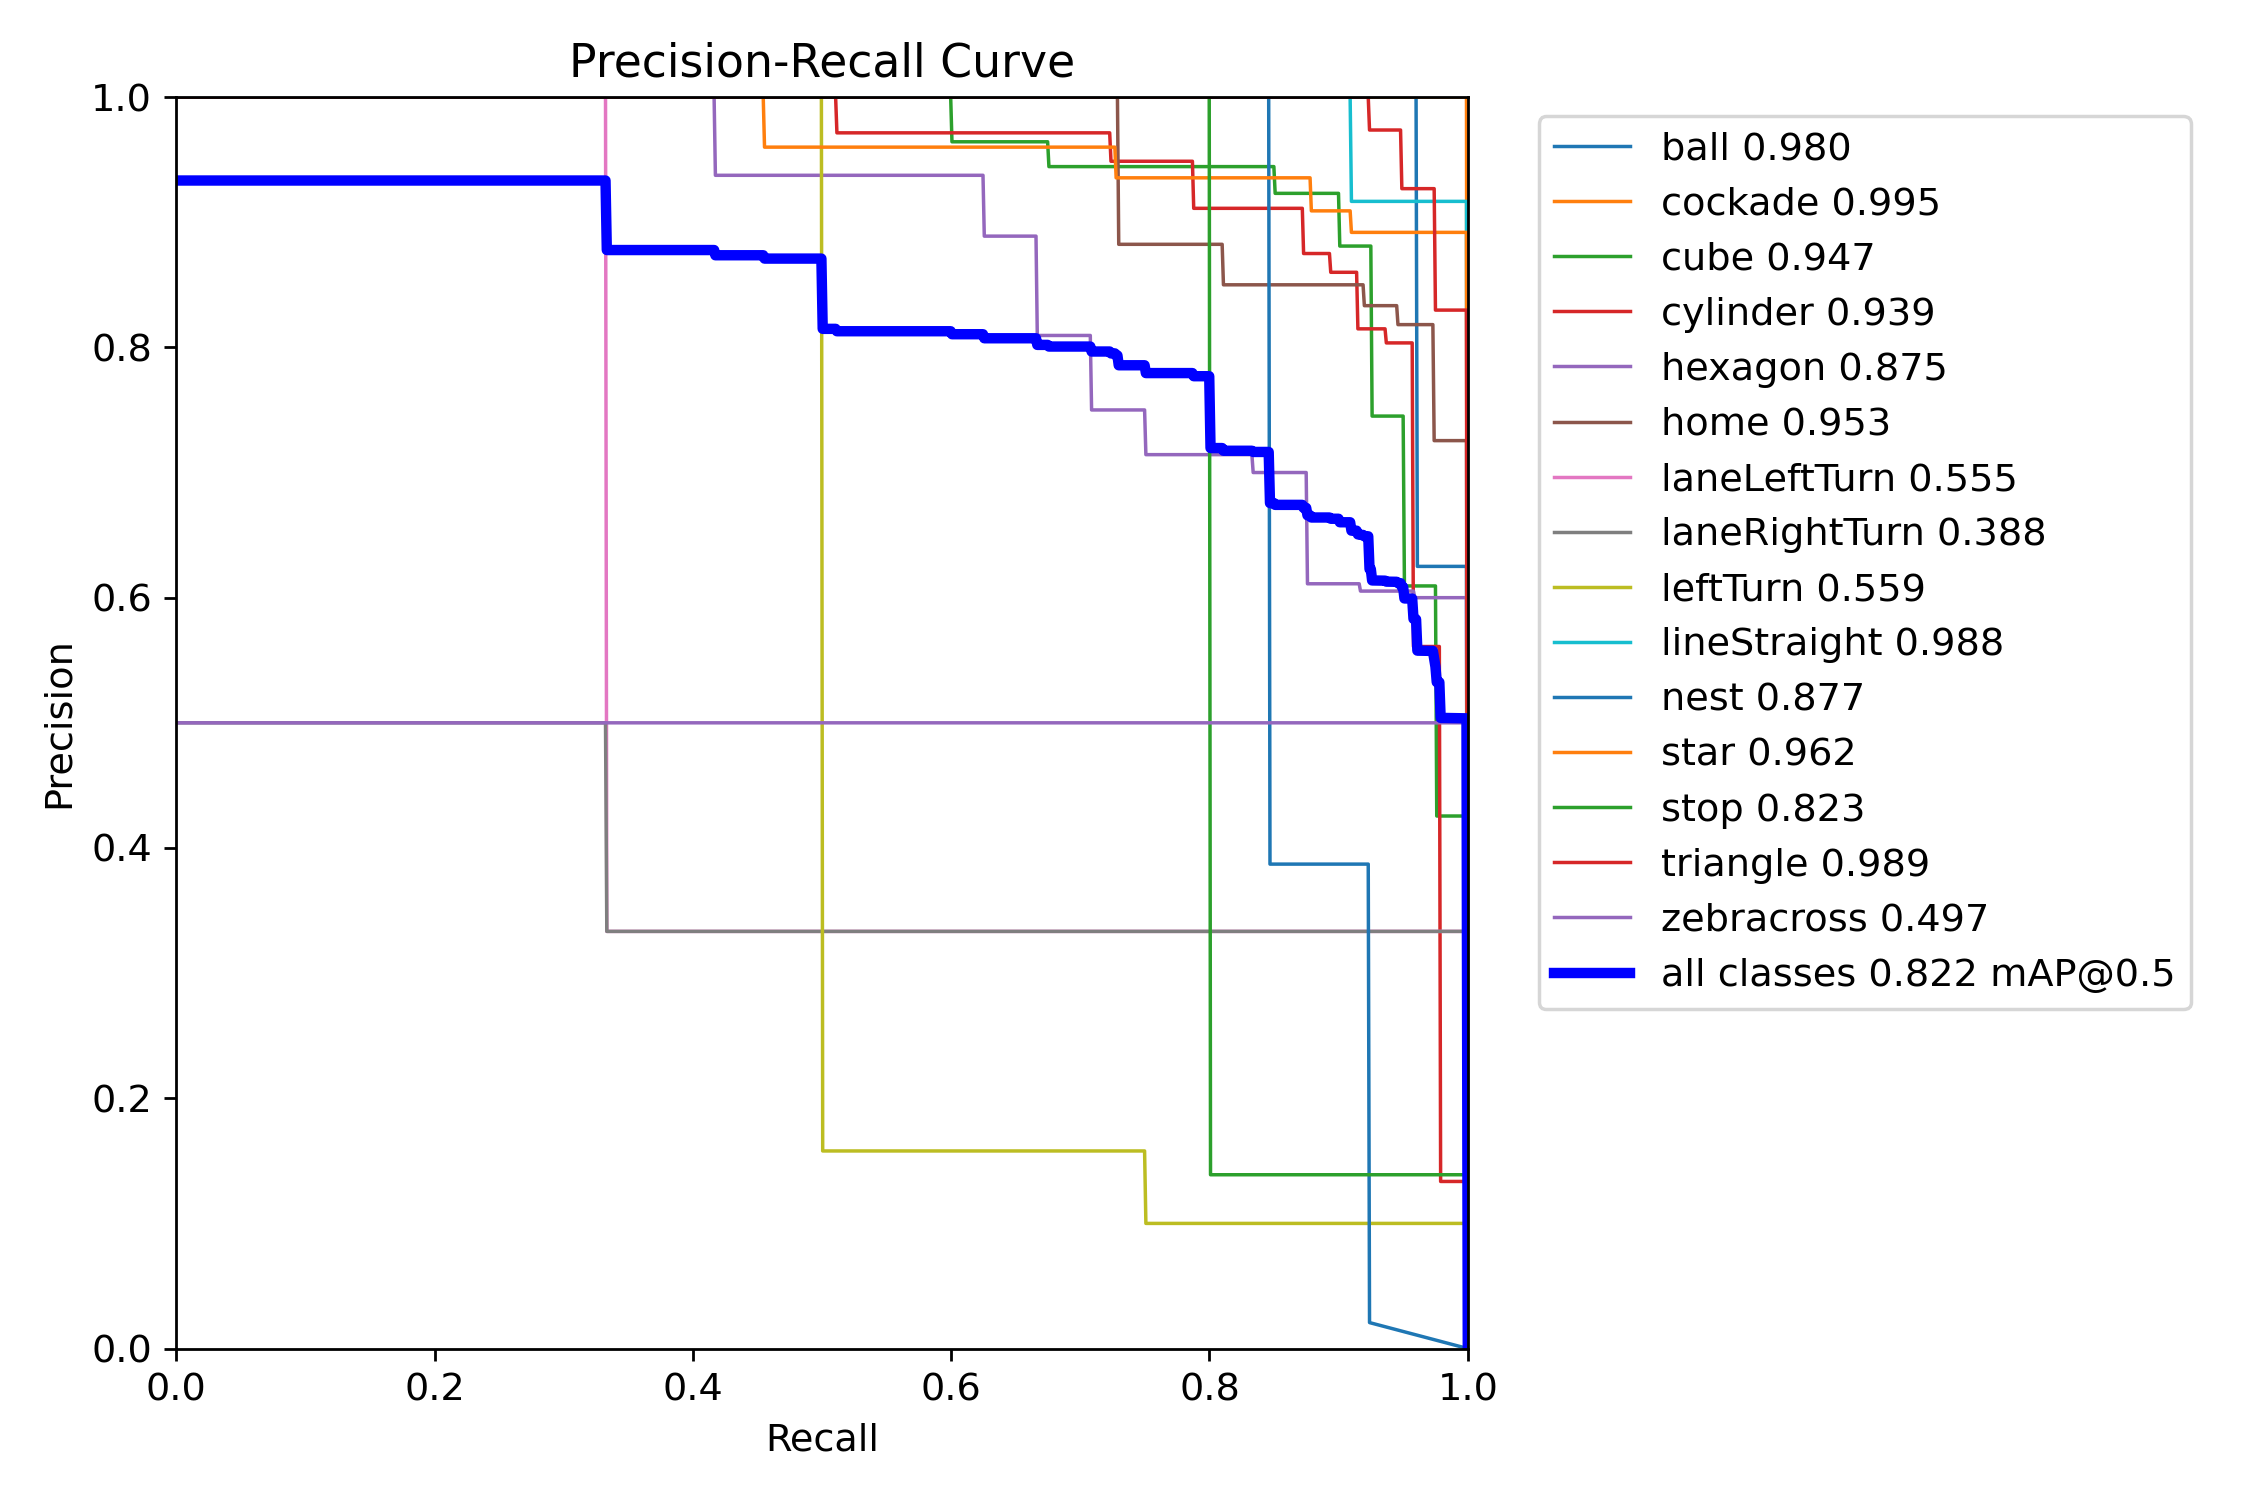 Precision-Recall Curve
1.0
0.8
0.6
0.4
0.2
0.0
Precision
0.0 0.2 0.4 0.6 0.8 1.0
Recall
ball 0.980
cockade 0.995
cube 0.947
cylinder 0.939
hexagon 0.875
home 0.953
laneLeftTurn 0.555
laneRightTurn 0.388
leftTurn 0.559
lineStraight 0.988
nest 0.877
star 0.962
stop 0.823
triangle 0.989
zebracross 0.497
all classes 0.822 mAP@0.5